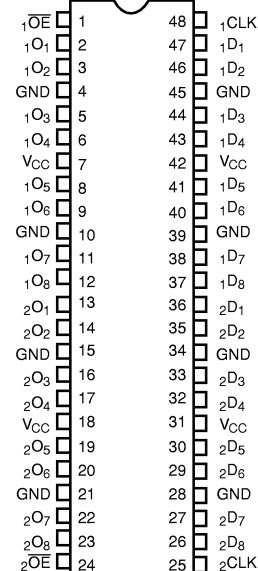 1OE 1 48 1CLK
1O1 2 47 1D1
1O2 3 46 1D2
GND 4 45 GND
1O3 5 44 1D3
1O4 6 43 1D4
VCC 7 42 VCC
1O5 8 41 1D5
1O6 9 40 1D6
GND 10 39 GND
1O7 11 38 1D7
1O8 12 37 1D8
2O1 13 36 2D1
2O2 14 35 2D2
GND 15 34 GND
2O3 16 33 2D3
2O4 17 32 2D4
VCC 18 31 VCC
2O5 19 30 2D5
2O6 20 29 2D6
GND 21 28 GND
2O7 22 27 2D7
2O8 23 26 2D8
2OE 24 25 2CLK